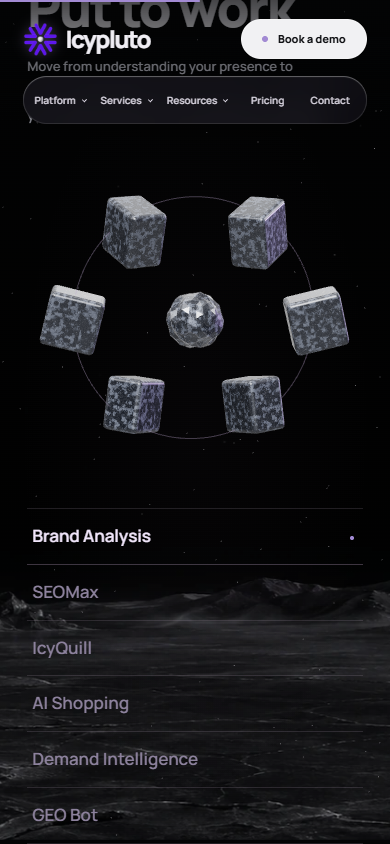 Put to work
Icypluto
Book a demo
Move from understanding your presence to
Platform
Services
Resources
Pricing
Contact
Brand Analysis
SEOMax
IcyQuill
AI Shopping
Demand Intelligence
GEO Bot